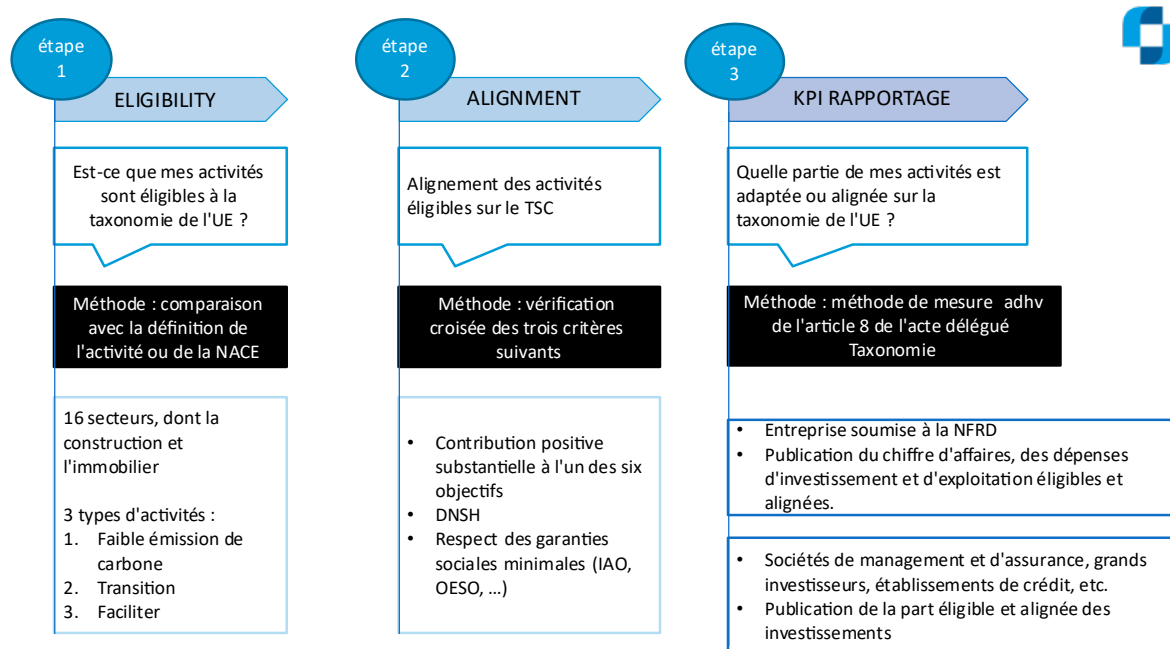 étape
1
ELIGIBILITY
Est-ce que mes activités
sont éligibles à la
taxonomie de l'UE ?
Méthode : comparaison
avec la définition de
l'activité ou de la NACE
16 secteurs, dont la
construction et
l'immobilier
3 types d'activités :
1. Faible émission de
carbone
2. Transition
3. Faciliter
étape
2
ALIGNMENT
Alignement des activités
éligibles sur le TSC
Méthode : vérification
croisée des trois critères
suivants
• Contribution positive
substantielle à l'un des six
objectifs
• DNSH
• Respect des garanties
sociales minimales (IAO,
OESO, ...)
étape
3
KPI RAPPORTAGE
Quelle partie de mes activités est
adaptée ou alignée sur la
taxonomie de l'UE ?
Méthode : méthode de mesure adhv
de l'article 8 de l'acte délégué
Taxonomie
• Entreprise soumise à la NFRD
• Publication du chiffre d'affaires, des dépenses
d'investissement et d'exploitation éligibles et
alignées.
• Sociétés de management et d'assurance, grands
investisseurs, établissements de crédit, etc.
• Publication de la part éligible et alignée des
investissements